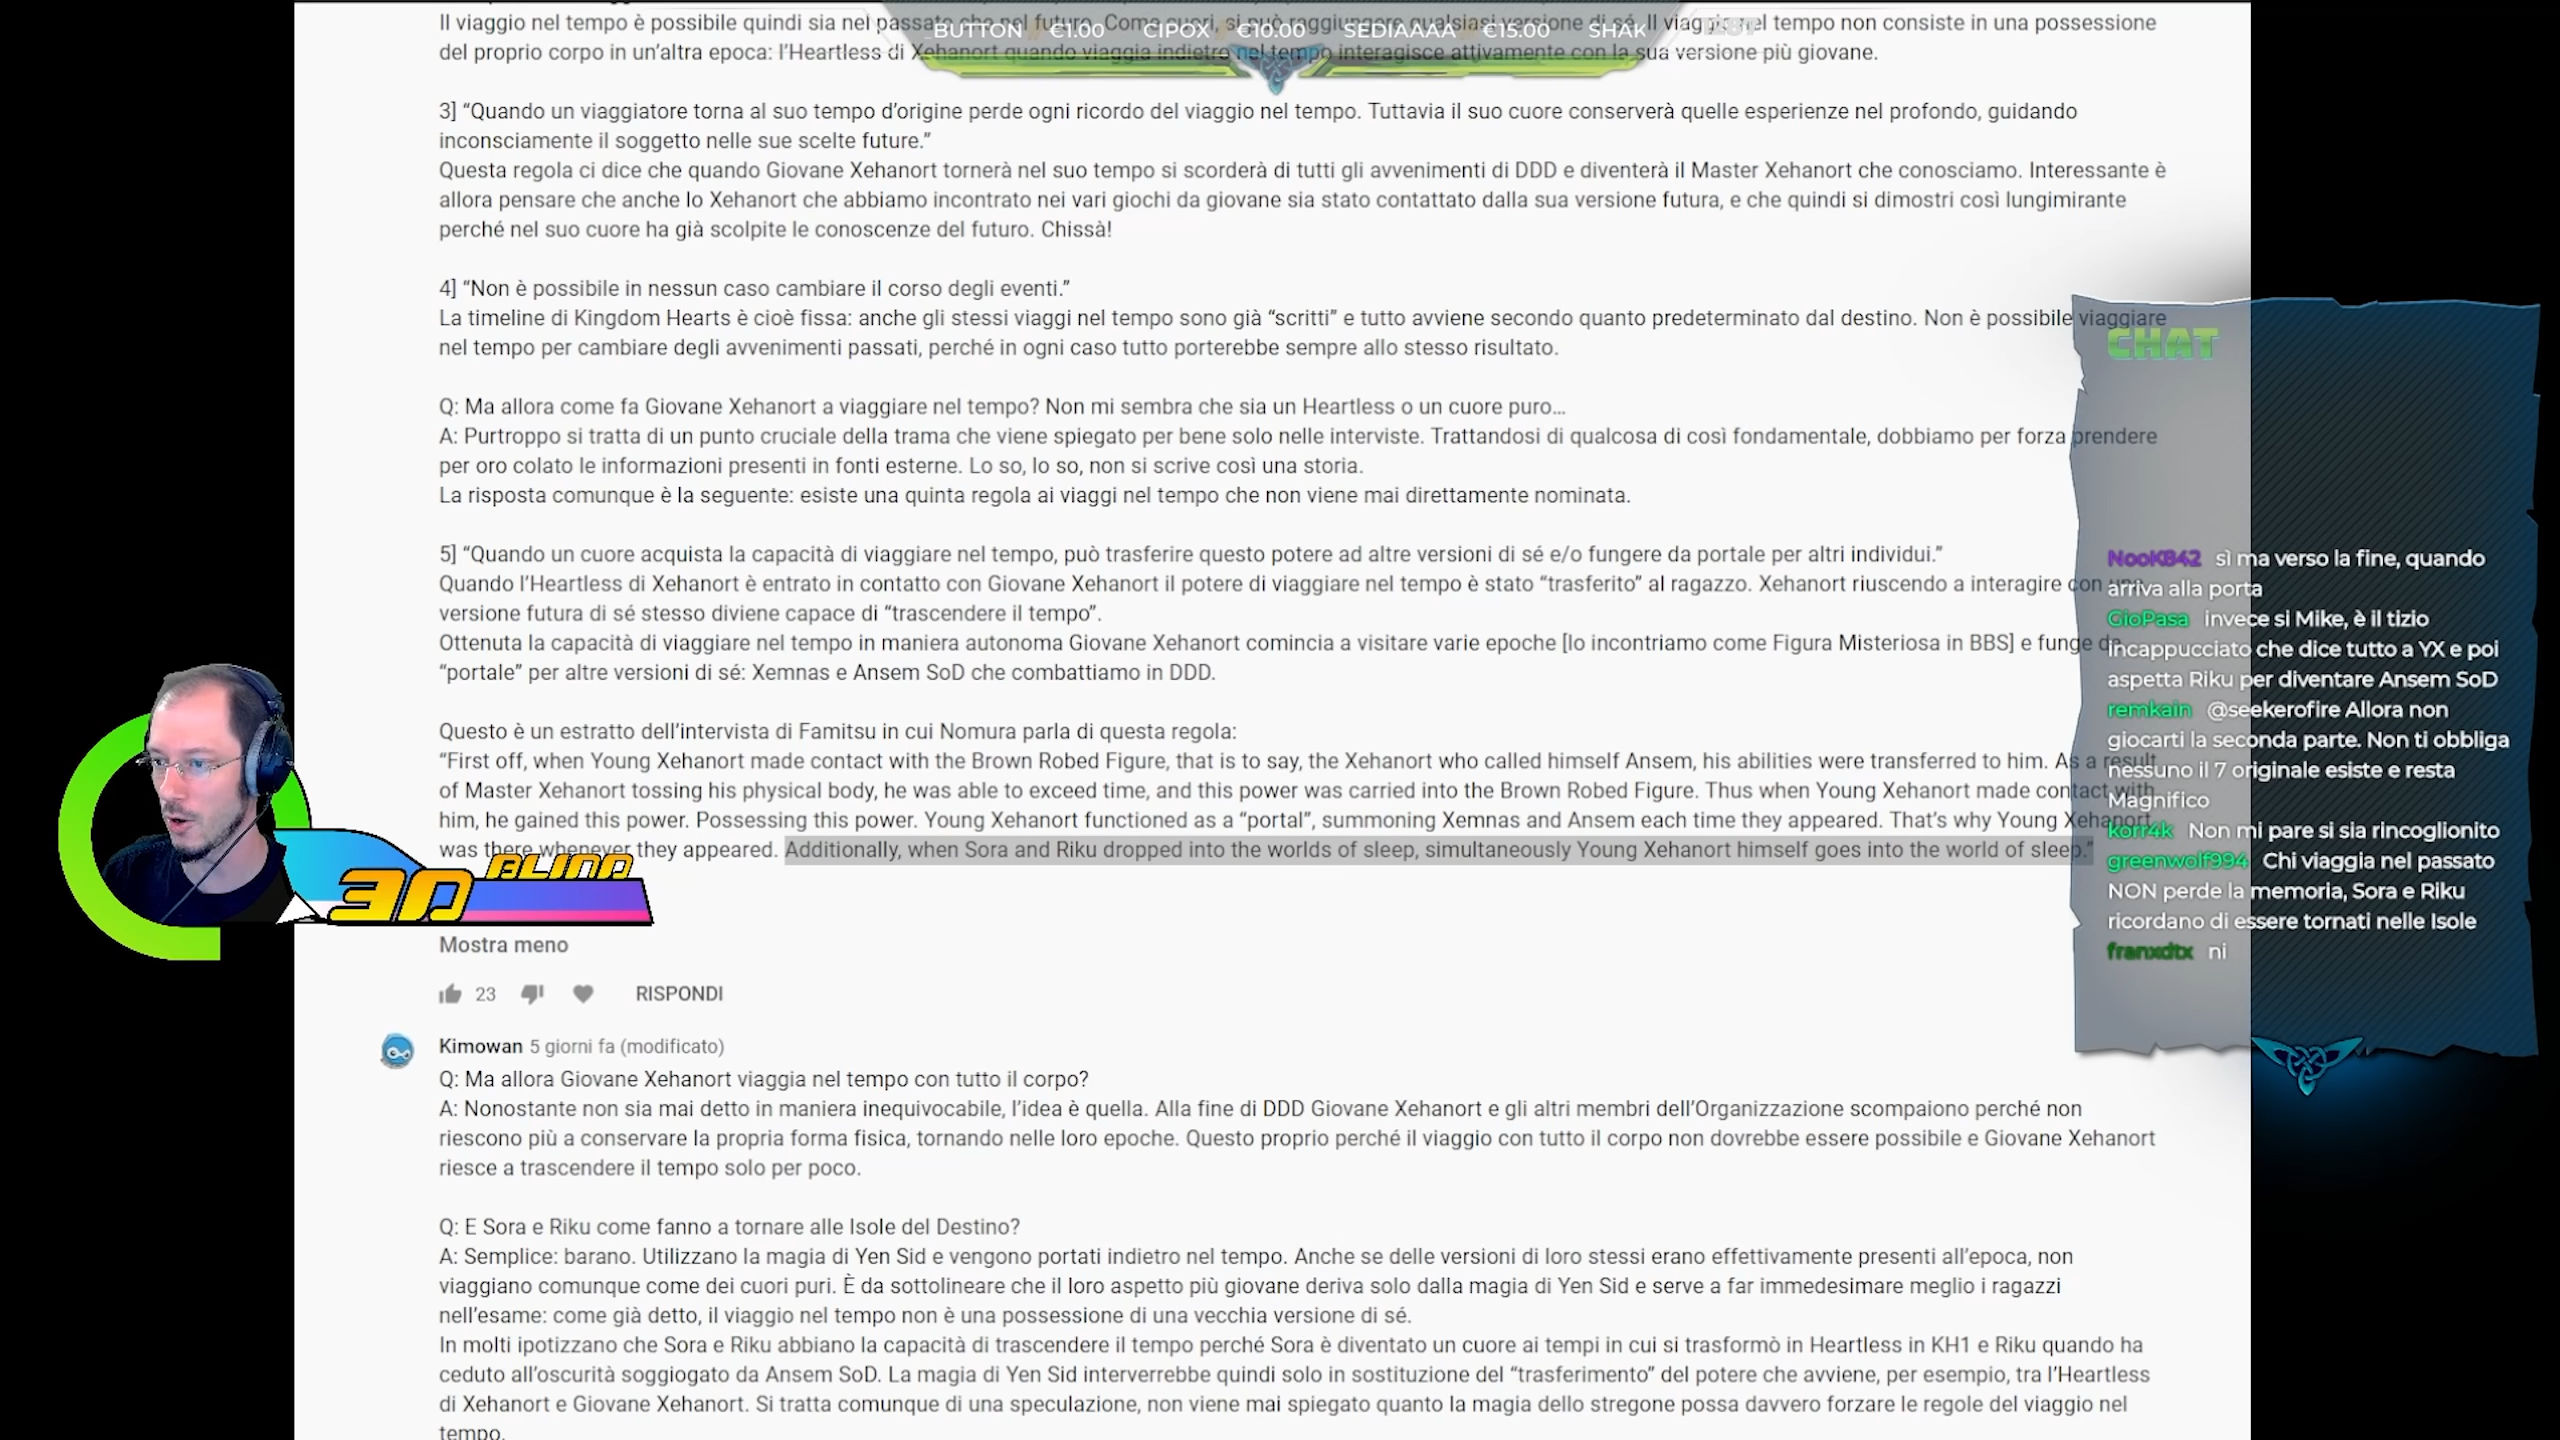 BUTTON €1.00 CIPOX €10.00 SEDIAAAA €15.00 SHAK
Il viaggio nel tempo è possibile quindi sia nel passato che nel futuro. Come cuori, si può raggiungere qualsiasi versione di sé. Il viaggio nel tempo non consiste in una possessione
del proprio corpo in un’altra epoca: l’Heartless di Xehanort quando viaggia indietro nel tempo interagisce attivamente con la sua versione più giovane.
3] “Quando un viaggiatore torna al suo tempo d’origine perde ogni ricordo del viaggio nel tempo. Tuttavia il suo cuore conserverà quelle esperienze nel profondo, guidando
inconsciamente il soggetto nelle sue scelte future.”
Questa regola ci dice che quando Giovane Xehanort tornerà nel suo tempo si scorderà di tutti gli avvenimenti di DDD e diventerà il Master Xehanort che conosciamo. Interessante è
allora pensare che anche lo Xehanort che abbiamo incontrato nei vari giochi da giovane sia stato contattato dalla sua versione futura, e che quindi si dimostri così lungimirante
perché nel suo cuore ha già scolpite le conoscenze del futuro. Chissà!
4] “Non è possibile in nessun caso cambiare il corso degli eventi.”
La timeline di Kingdom Hearts è cioè fissa: anche gli stessi viaggi nel tempo sono già “scritti” e tutto avviene secondo quanto predeterminato dal destino. Non è possibile viaggiare
nel tempo per cambiare degli avvenimenti passati, perché in ogni caso tutto porterebbe sempre allo stesso risultato.
Q: Ma allora come fa Giovane Xehanort a viaggiare nel tempo? Non mi sembra che sia un Heartless o un cuore puro...
A: Purtroppo si tratta di un punto cruciale della trama che viene spiegato per bene solo nelle interviste. Trattandosi di qualcosa di così fondamentale, dobbiamo per forza prendere
per oro colato le informazioni presenti in fonti esterne. Lo so, lo so, non si scrive così una storia.
La risposta comunque è la seguente: esiste una quinta regola ai viaggi nel tempo che non viene mai direttamente nominata.
5] “Quando un cuore acquista la capacità di viaggiare nel tempo, può trasferire questo potere ad altre versioni di sé e/o fungere da portale per altri individui.”
Quando l’Heartless di Xehanort è entrato in contatto con Giovane Xehanort il potere di viaggiare nel tempo è stato “trasferito” al ragazzo. Xehanort riuscendo a interagire con una
versione futura di sé stesso diviene capace di “trascendere il tempo”.
Ottenuta la capacità di viaggiare nel tempo in maniera autonoma Giovane Xehanort comincia a visitare varie epoche [lo incontriamo come Figura Misteriosa in BBS] e funge da
“portale” per altre versioni di sé: Xemnas e Ansem SoD che combattiamo in DDD.
Questo è un estratto dell’intervista di Famitsu in cui Nomura parla di questa regola:
“First off, when Young Xehanort made contact with the Brown Robed Figure, that is to say, the Xehanort who called himself Ansem, his abilities were transferred to him. As a result
of Master Xehanort tossing his physical body, he was able to exceed time, and this power was carried into the Brown Robed Figure. Thus when Young Xehanort made contact with
him, he gained this power. Possessing this power. Young Xehanort functioned as a “portal”, summoning Xemnas and Ansem each time they appeared. That’s why Young Xehanort
was there whenever they appeared. Additionally, when Sora and Riku dropped into the worlds of sleep, simultaneously Young Xehanort himself goes into the world of sleep.”
Mostra meno
23 RISPONDI
Kimowan 5 giorni fa (modificato)
Q: Ma allora Giovane Xehanort viaggia nel tempo con tutto il corpo?
A: Nonostante non sia mai detto in maniera inequivocabile, l’idea è quella. Alla fine di DDD Giovane Xehanort e gli altri membri dell’Organizzazione scompaiono perché non
riescono più a conservare la propria forma fisica, tornando nelle loro epoche. Questo proprio perché il viaggio con tutto il corpo non dovrebbe essere possibile e Giovane Xehanort
riesce a trascendere il tempo solo per poco.
Q: E Sora e Riku come fanno a tornare alle Isole del Destino?
A: Semplice: barano. Utilizzano la magia di Yen Sid e vengono portati indietro nel tempo. Anche se delle versioni di loro stessi erano effettivamente presenti all’epoca, non
viaggiano comunque come dei cuori puri. È da sottolineare che il loro aspetto più giovane deriva solo dalla magia di Yen Sid e serve a far immedesimare meglio i ragazzi
nell’esame: come già detto, il viaggio nel tempo non è una possessione di una vecchia versione di sé.
In molti ipotizzano che Sora e Riku abbiano la capacità di trascendere il tempo perché Sora è diventato un cuore ai tempi in cui si trasformò in Heartless in KH1 e Riku quando ha
ceduto all’oscurità soggiogato da Ansem SoD. La magia di Yen Sid interverrebbe quindi solo in sostituzione del “trasferimento” del potere che avviene, per esempio, tra l’Heartless
di Xehanort e Giovane Xehanort. Si tratta comunque di una speculazione, non viene mai spiegato quanto la magia dello stregone possa davvero forzare le regole del viaggio nel
tempo.
BLIND
3D
CHAT
NooK842 sì ma verso la fine, quando
arriva alla porta
GioPasa invece si Mike, è il tizio
incappucciato che dice tutto a YX e poi
aspetta Riku per diventare Ansem SoD
remkain @seekerofire Allora non
giocarti la seconda parte. Non ti obbliga
nessuno il 7 originale esiste e resta
Magnifico
korr4k Non mi pare si sia rincoglionito
greenwolf994 Chi viaggia nel passato
NON perde la memoria, Sora e Riku
ricordano di essere tornati nelle Isole
franxdtx ni